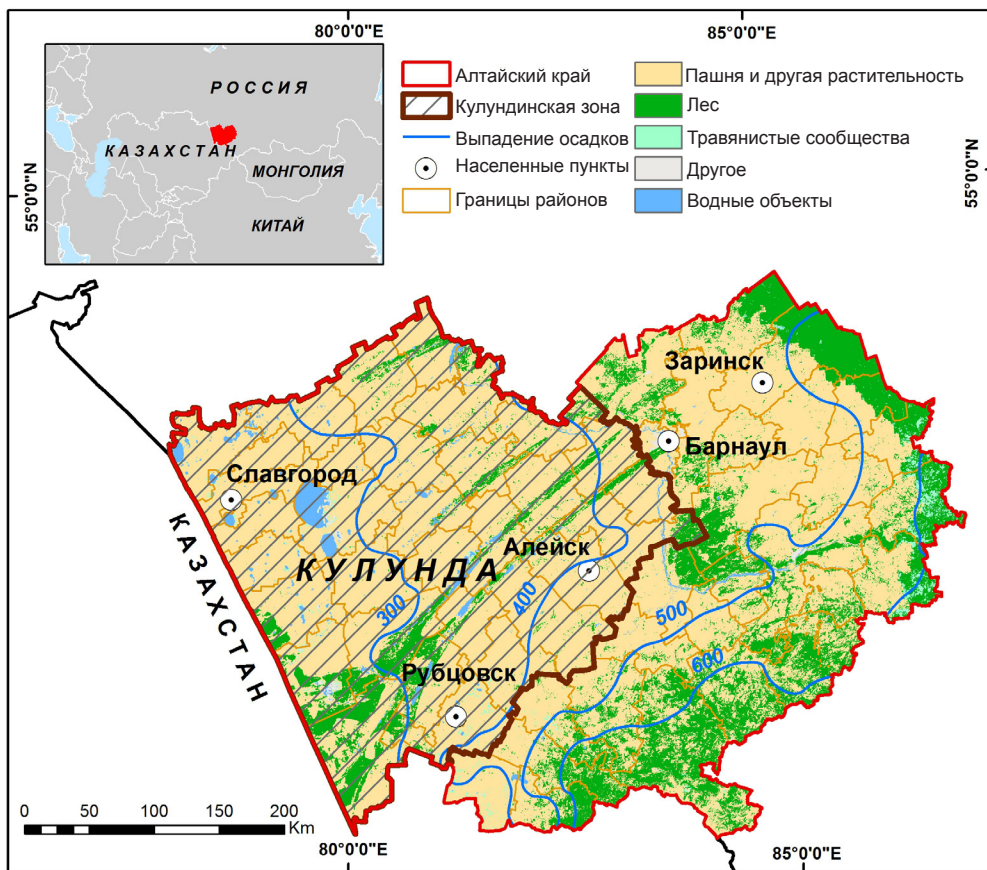 80°0'0"E
85°0'0"E
55°0'0"N
55°0'0"N
РОССИЯ
КАЗАХСТАН
МОНГОЛИЯ
КИТАЙ
Алтайский край
Кулундинская зона
Выпадение осадков
Населенные пункты
Границы районов
Пашня и другая растительность
Лес
Травянистые сообщества
Другое
Водные объекты
Заринск
Барнаул
Славгород
Алейск
КУЛУНДА
Рубцовск
КАЗАХСТАН
300
400
500
600
0 50 100 150 200
Km
80°0'0"E
85°0'0"E